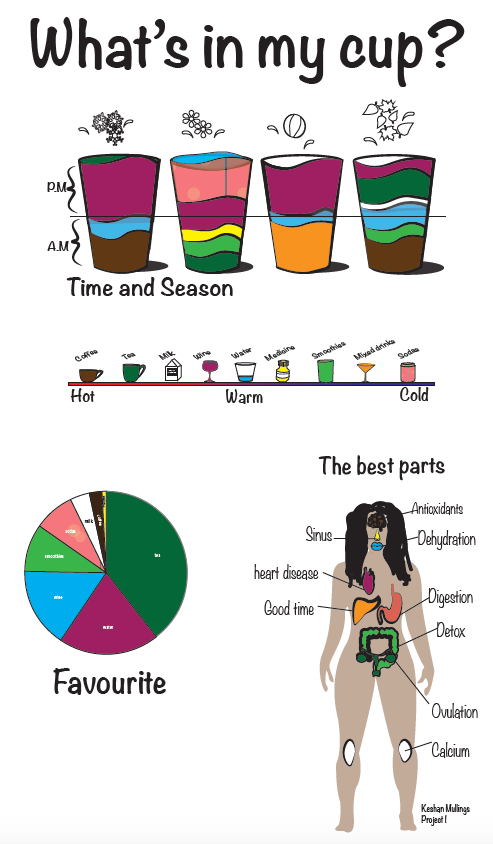 What's in my cup?
P.M
A.M
Time and Season
Coffee
Tea
Milk
Wine
Water
Medicine
Smoothies
Mixed drinks
Sodas
Hot
Warm
Cold
The best parts
Antioxidants
Sinus
Dehydration
heart disease
Good time
Digestion
Detox
Ovulation
Calcium
tea
water
wine
smoothies
sodas
milk
Favourite
Keshan Mullings
Project 1